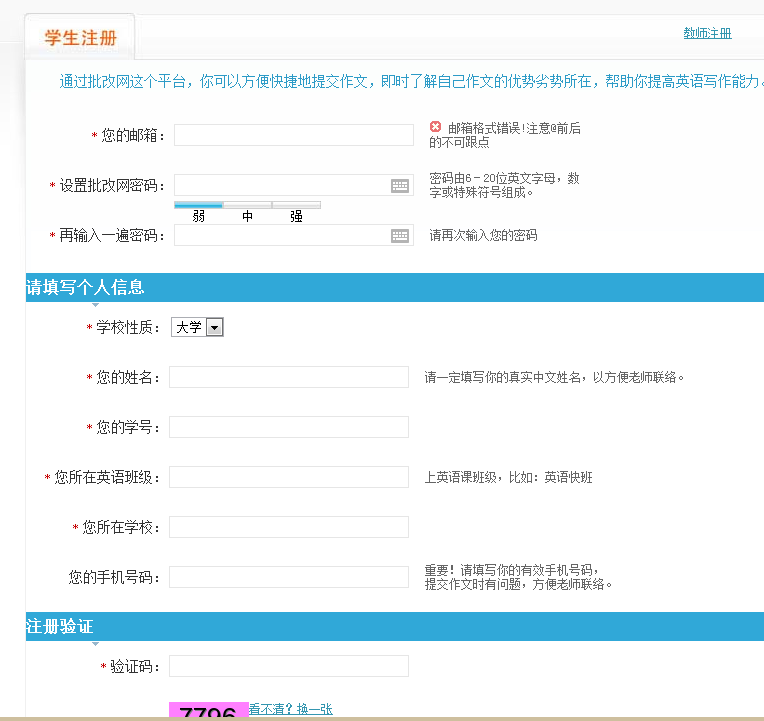 学生注册
教师注册
通过批改网这个平台，你可以方便快捷地提交作文，即时了解自己作文的优势劣势所在，帮助你提高英语写作能力。
* 您的邮箱：
邮箱格式错误!注意@前后
的不可跟点
* 设置批改网密码：
密码由6－20位英文字母，数
字或特殊符号组成。
弱 中 强
* 再输入一遍密码：
请再次输入您的密码
请填写个人信息
* 学校性质： 大学
* 您的姓名：
请一定填写你的真实中文姓名，以方便老师联络。
* 您的学号：
* 您所在英语班级：
上英语课班级，比如：英语快班
* 您所在学校：
您的手机号码：
重要！请填写你的有效手机号码，
提交作文时有问题，方便老师联络。
注册验证
* 验证码：
7796 看不清？换一张